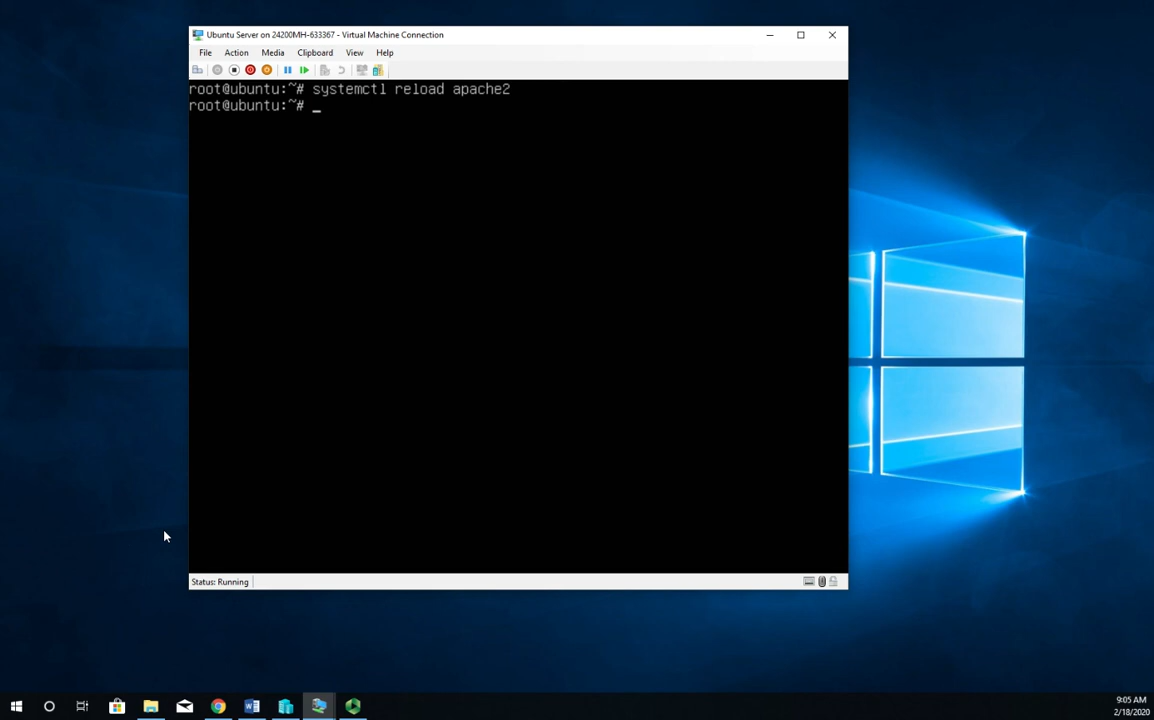 Ubuntu Server on 24200MH-633367 - Virtual Machine Connection
File Action Media Clipboard View Help
root@ubuntu:~# systemctl reload apache2
root@ubuntu:~# _
Status: Running
9:05 AM
2/18/2020